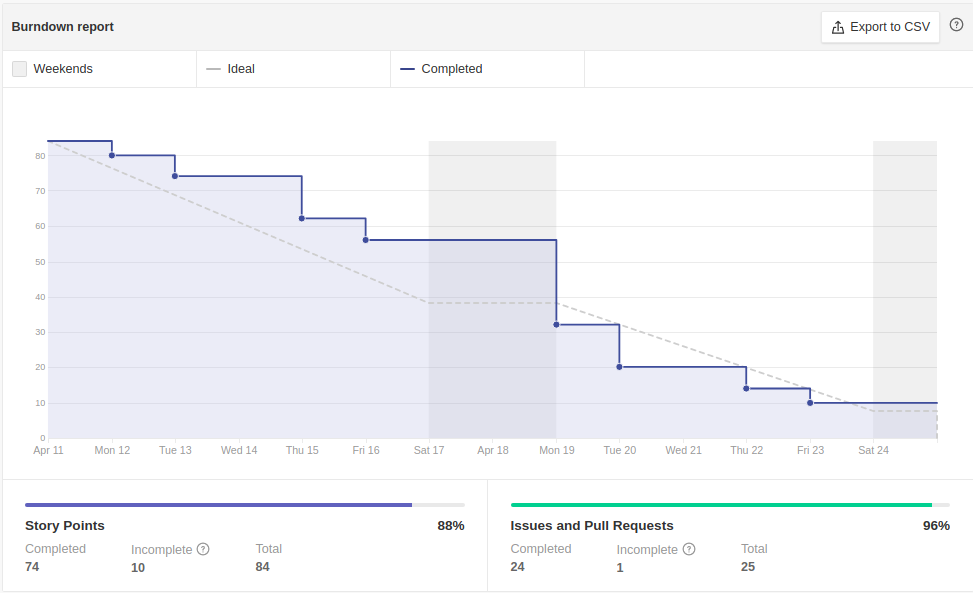 Burndown report
Export to CSV
?
Weekends
Ideal
Completed
80
70
60
50
40
30
20
10
0
Apr 11 Mon 12 Tue 13 Wed 14 Thu 15 Fri 16 Sat 17 Apr 18 Mon 19 Tue 20 Wed 21 Thu 22 Fri 23 Sat 24
Story Points 88%
Completed Incomplete ? Total
74 10 84
Issues and Pull Requests 96%
Completed Incomplete ? Total
24 1 25